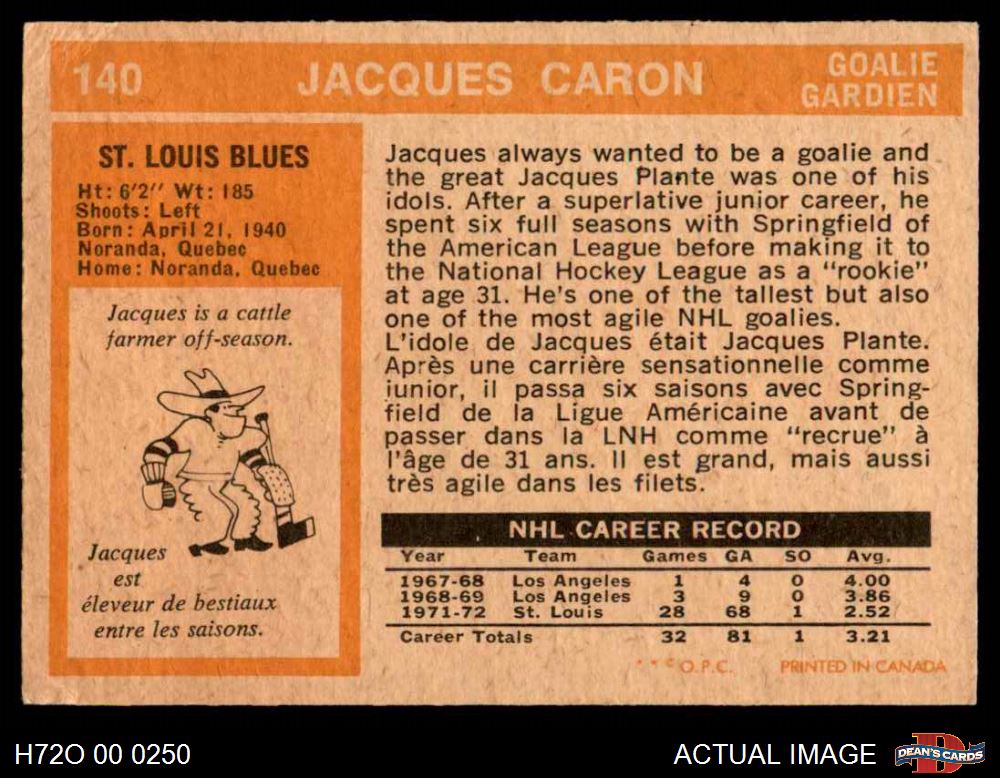 140
JACQUES CARON
GOALIE
GARDIEN
ST. LOUIS BLUES
Ht: 6'2" Wt: 185
Shoots: Left
Born: April 21, 1940
Noranda, Quebec
Home: Noranda, Quebec
Jacques is a cattle
farmer off-season.
Jacques
est
éleveur de bestiaux
entre les saisons.
Jacques always wanted to be a goalie and
the great Jacques Plante was one of his
idols. After a superlative junior career, he
spent six full seasons with Springfield of
the American League before making it to
the National Hockey League as a "rookie"
at age 31. He's one of the tallest but also
one of the most agile NHL goalies.
L'idole de Jacques était Jacques Plante.
Après une carrière sensationnelle comme
junior, il passa six saisons avec Spring-
field de la Ligue Américaine avant de
passer dans la LNH comme "recrue" à
l'âge de 31 ans. Il est grand, mais aussi
très agile dans les filets.
NHL CAREER RECORD
Year Team Games GA SO Avg.
1967-68 Los Angeles 1 4 0 4.00
1968-69 Los Angeles 3 9 0 3.86
1971-72 St. Louis 28 68 1 2.52
Career Totals 32 81 1 3.21
* * © O.P.C. PRINTED IN CANADA
H72O 00 0250
ACTUAL IMAGE
DEAN'S CARDS